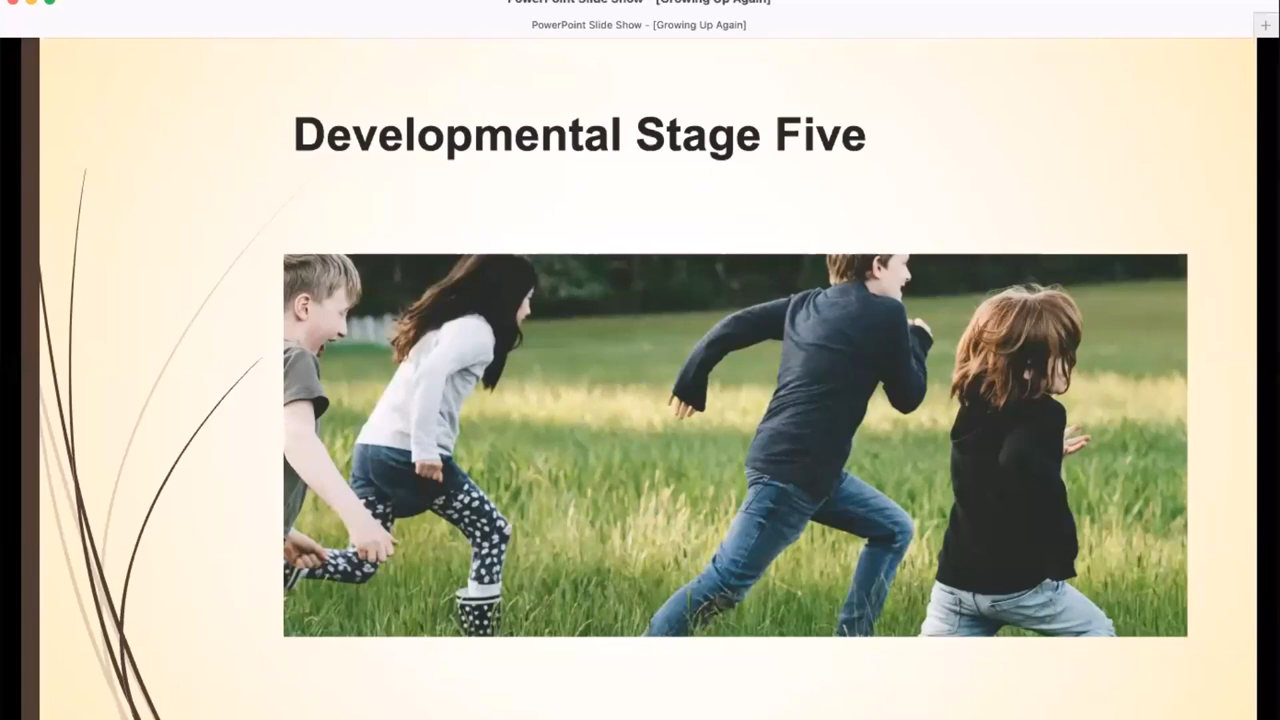 PowerPoint Slide Show - [Growing Up Again]
PowerPoint Slide Show - [Growing Up Again]
Developmental Stage Five